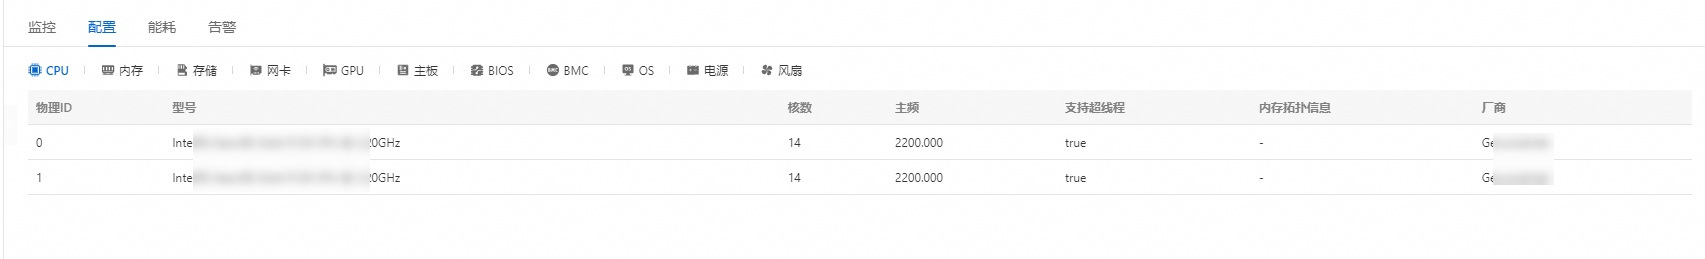 监控 配置 能耗 告警
CPU 内存 存储 网卡 GPU 主板 BIOS BMC OS 电源 风扇
物理ID 型号 核数 主频 支持超线程 内存拓扑信息 厂商
0 Inte 20GHz 14 2200.000 true - Ge
1 Inte 20GHz 14 2200.000 true - Ge